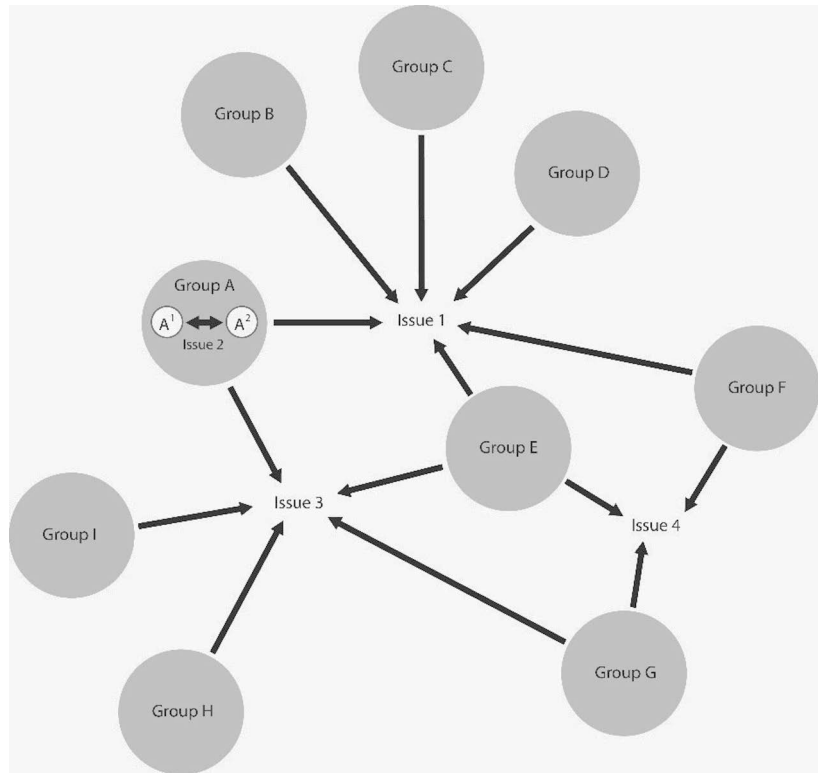 Group C
Group B
Group D
Group A
A¹ A²
Issue 2
Issue 1
Group F
Group E
Issue 3
Issue 4
Group I
Group G
Group H